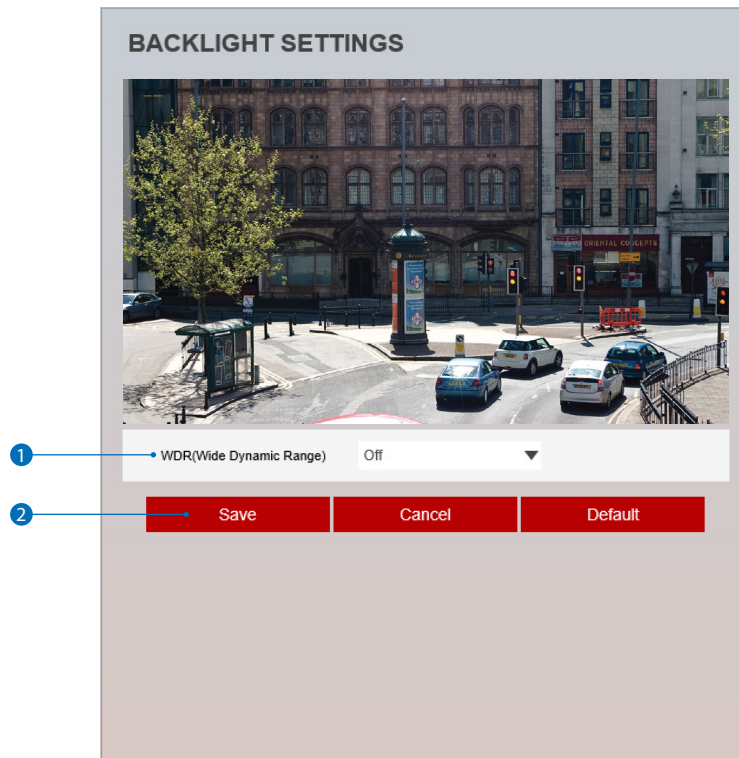 BACKLIGHT SETTINGS
ORIENTAL CONCEPTS
1
WDR(Wide Dynamic Range)
Off
2
Save
Cancel
Default